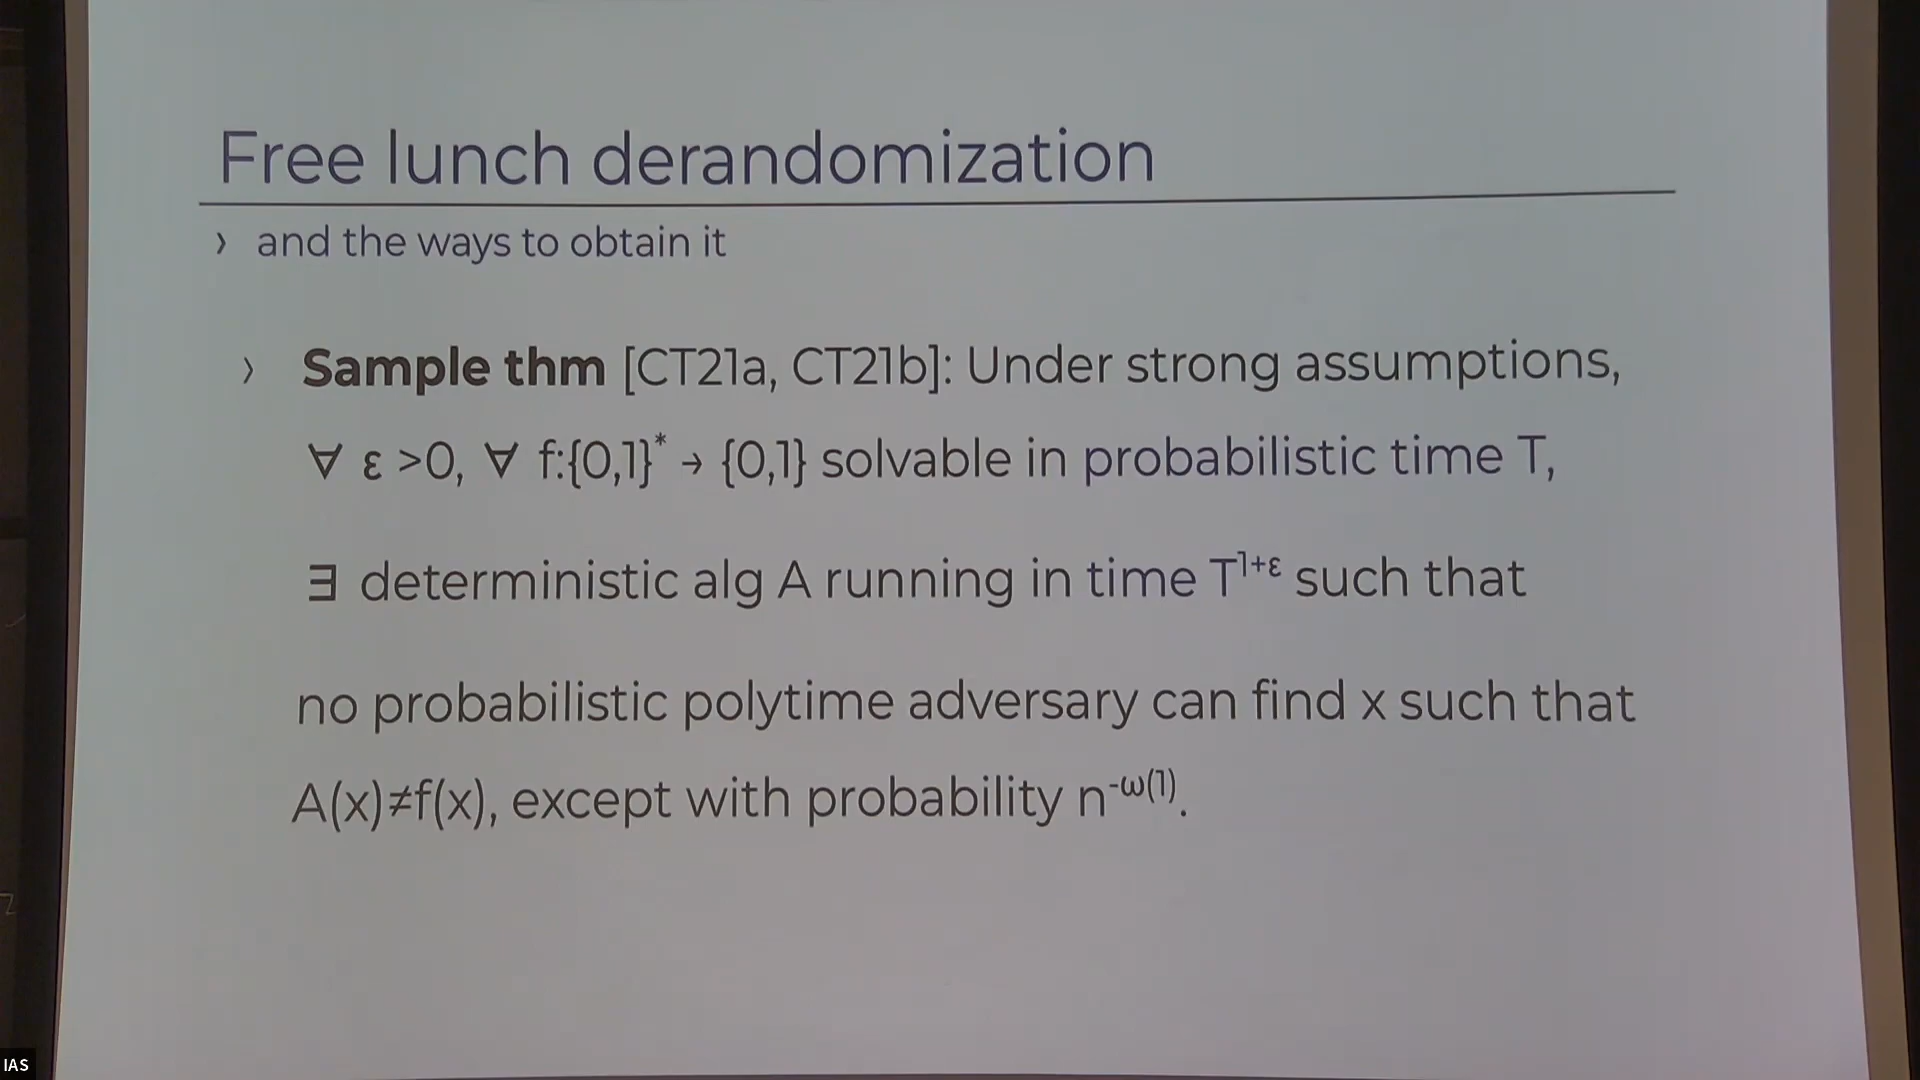 Free lunch derandomization
› and the ways to obtain it
› Sample thm [CT21a, CT21b]: Under strong assumptions,
∀ ε >0, ∀ f:{0,1}* → {0,1} solvable in probabilistic time T,
∃ deterministic alg A running in time T^1+ε such that
no probabilistic polytime adversary can find x such that
A(x)≠f(x), except with probability n^-ω(1).
IAS